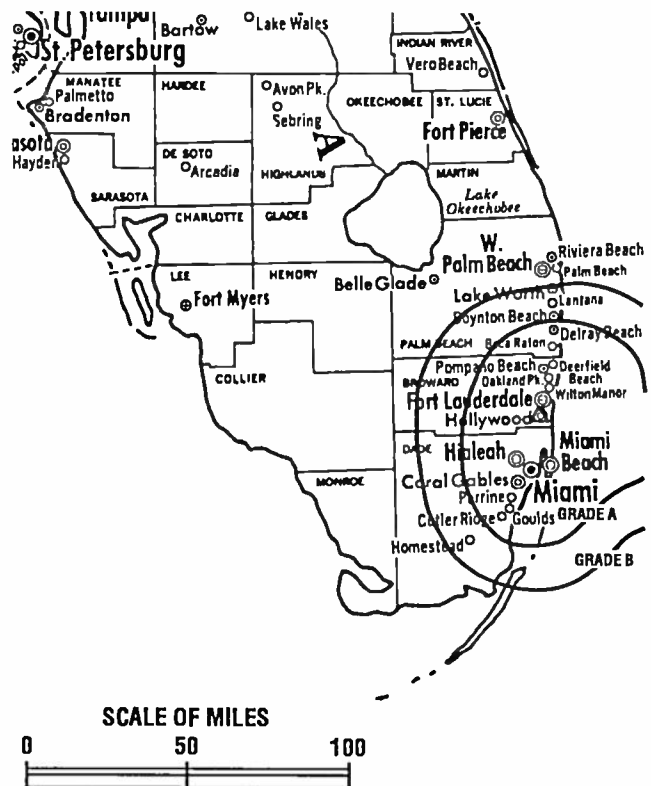 Tampa
Bartow
Lake Wales
St. Petersburg
INDIAN RIVER
Vero Beach
MANATEE
Palmetto
Bradenton
HARDEE
Avon Pk.
Sebring
OKEECHOBEE
ST. LUCIE
Fort Pierce
asota
Hayden
DE SOTO
Arcadia
A
HIGHLANDS
MARTIN
Lake
Okeechobee
SARASOTA
CHARLOTTE
GLADES
W.
Palm Beach
Riviera Beach
Palm Beach
LEE
HENDRY
Belle Glade
Lake Worth
Lantana
Fort Myers
Boynton Beach
Delray Beach
PALM BEACH
Boca Raton
COLLIER
Pompano Beach
Deerfield
Beach
BROWARD
Oakland Pk.
Wilton Manor
Fort Lauderdale
Hollywood
DADE
Hialeah
Miami
Beach
MONROE
Coral Gables
Miami
Perrine
Cutler Ridge
Goulds
GRADE A
Homestead
GRADE B
SCALE OF MILES
0 50 100